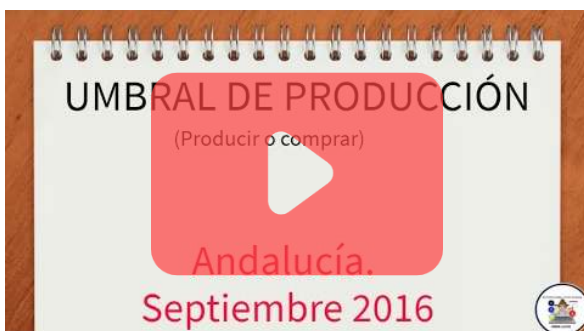 UMBRAL DE PRODUCCIÓN
(Producir o comprar)
Andalucía.
Septiembre 2016